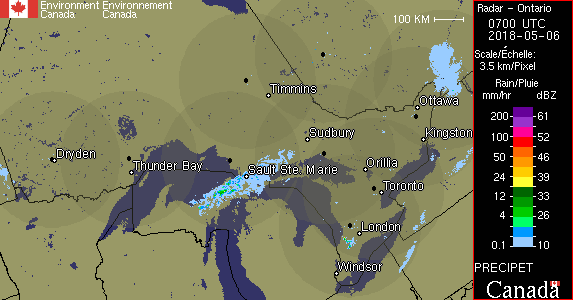 Environment Environnement
Canada Canada
100 KM
Timmins
Ottawa
Sudbury
Kingston
Dryden
Thunder Bay
Sault Ste. Marie
Orillia
Toronto
London
Windsor
Radar - Ontario
0700 UTC
2018-05-06
Scale/Échelle:
3.5 km/Pixel
Rain/Pluie
mm/hr dBZ
200 61
100 52
50 46
24 39
12 33
4 26
1 20
0.1 10
PRECIPET
Canada